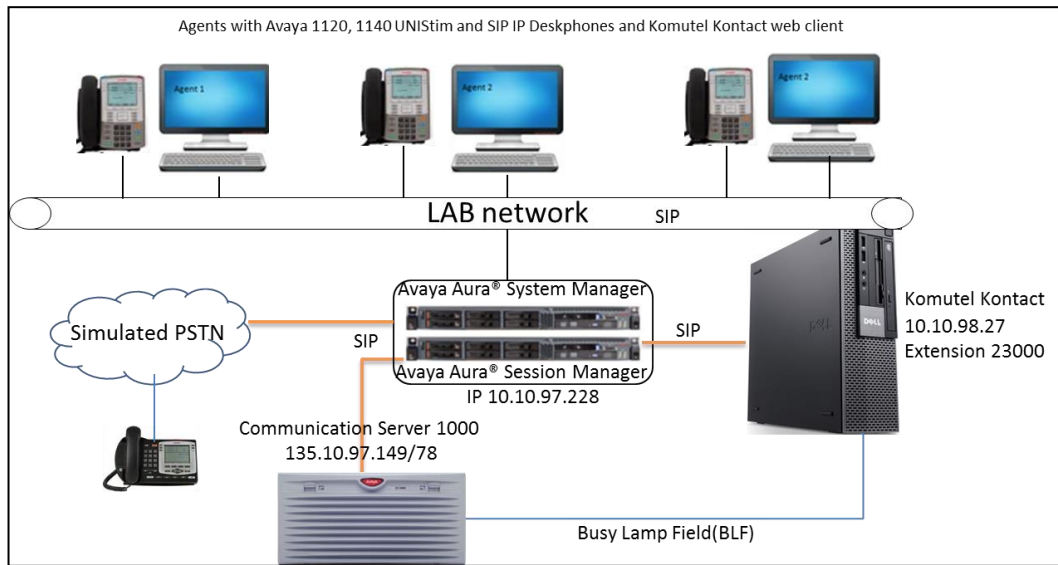 Agents with Avaya 1120, 1140 UNIStim and SIP IP Deskphones and Komutel Kontact web client
Agent 1
Agent 2
Agent 2
LAB network
SIP
Avaya Aura® System Manager
Simulated PSTN
SIP
SIP
Avaya Aura® Session Manager
IP 10.10.97.228
Komutel Kontact
10.10.98.27
Extension 23000
DELL
Communication Server 1000
135.10.97.149/78
AVAYA
Busy Lamp Field(BLF)